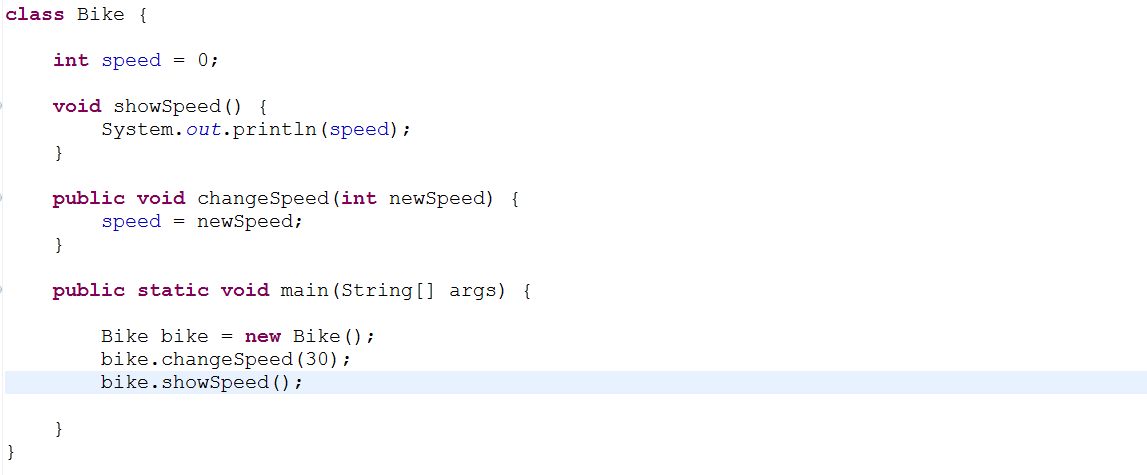 class Bike {
int speed = 0;
void showSpeed() {
System.out.println(speed);
}
public void changeSpeed(int newSpeed) {
speed = newSpeed;
}
public static void main(String[] args) {
Bike bike = new Bike();
bike.changeSpeed(30);
bike.showSpeed();
}
}